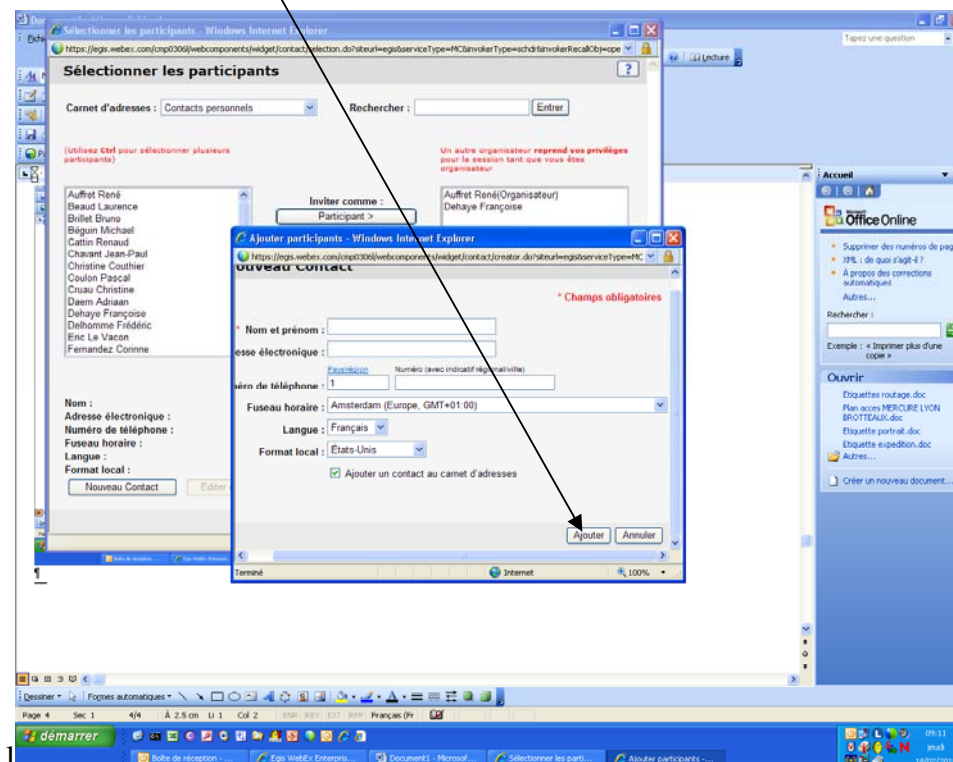 Sélectionner les participants - Windows Internet Explorer
https://egis.webex.com/cmp0306l/webcomponents/widget/contact/selection.do?siteurl=egis&serviceType=MC&invokerType=schdr&invokerRecallObj=ope
Tapez une question
Lecture
Sélectionner les participants
?
Carnet d'adresses : Contacts personnels
Rechercher :
Entrer
(Utilisez Ctrl pour sélectionner plusieurs
participants)
Un autre organisateur reprend vos privilèges
pour la session tant que vous êtes
organisateur
Auffret René
Beaud Laurence
Brillet Bruno
Béguin Michael
Cattin Renaud
Chavant Jean-Paul
Christine Couthier
Coulon Pascal
Cruau Christine
Daem Adriaan
Dehaye Françoise
Delhomme Frédéric
Eric Le Vacon
Fernandez Corinne
Inviter comme :
Participant >
Auffret René(Organisateur)
Dehaye Françoise
Nom :
Adresse électronique :
Numéro de téléphone :
Fuseau horaire :
Langue :
Format local :
Nouveau Contact
Editer
Ajouter participants - Windows Internet Explorer
https://egis.webex.com/cmp0306l/webcomponents/widget/contact/creator.do?siteurl=egis&serviceType=MC
ouveau Contact
* Champs obligatoires
* Nom et prénom :
esse électronique :
Pays/région
Numéro (avec indicatif régional/ville)
éro de téléphone : 1
Fuseau horaire : Amsterdam (Europe, GMT+01:00)
Langue : Français
Format local : États-Unis
Ajouter un contact au carnet d'adresses
Ajouter
Annuler
Terminé
Internet
100%
Accueil
Office Online
Supprimer des numéros de pag
XML : de quoi s'agit-il ?
À propos des corrections
automatiques
Autres...
Rechercher :
Exemple : « Imprimer plus d'une
copie »
Ouvrir
Etiquettes routage.doc
Plan acces MERCURE LYON
BROTTEAUX.doc
Etiquette portrait.doc
Etiquette expedition.doc
Autres...
Créer un nouveau document...
¶
Dessiner
Formes automatiques
Page 4 Sec 1 4/4 À 2.5 cm Li 1 Col 2 ENR REV EXT RFP Français (Fr
démarrer
09:11
jeudi
Boîte de réception - ...
Egis WebEx Enterpris...
Document1 - Microsof...
Sélectionner les parti...
Ajouter participants -...